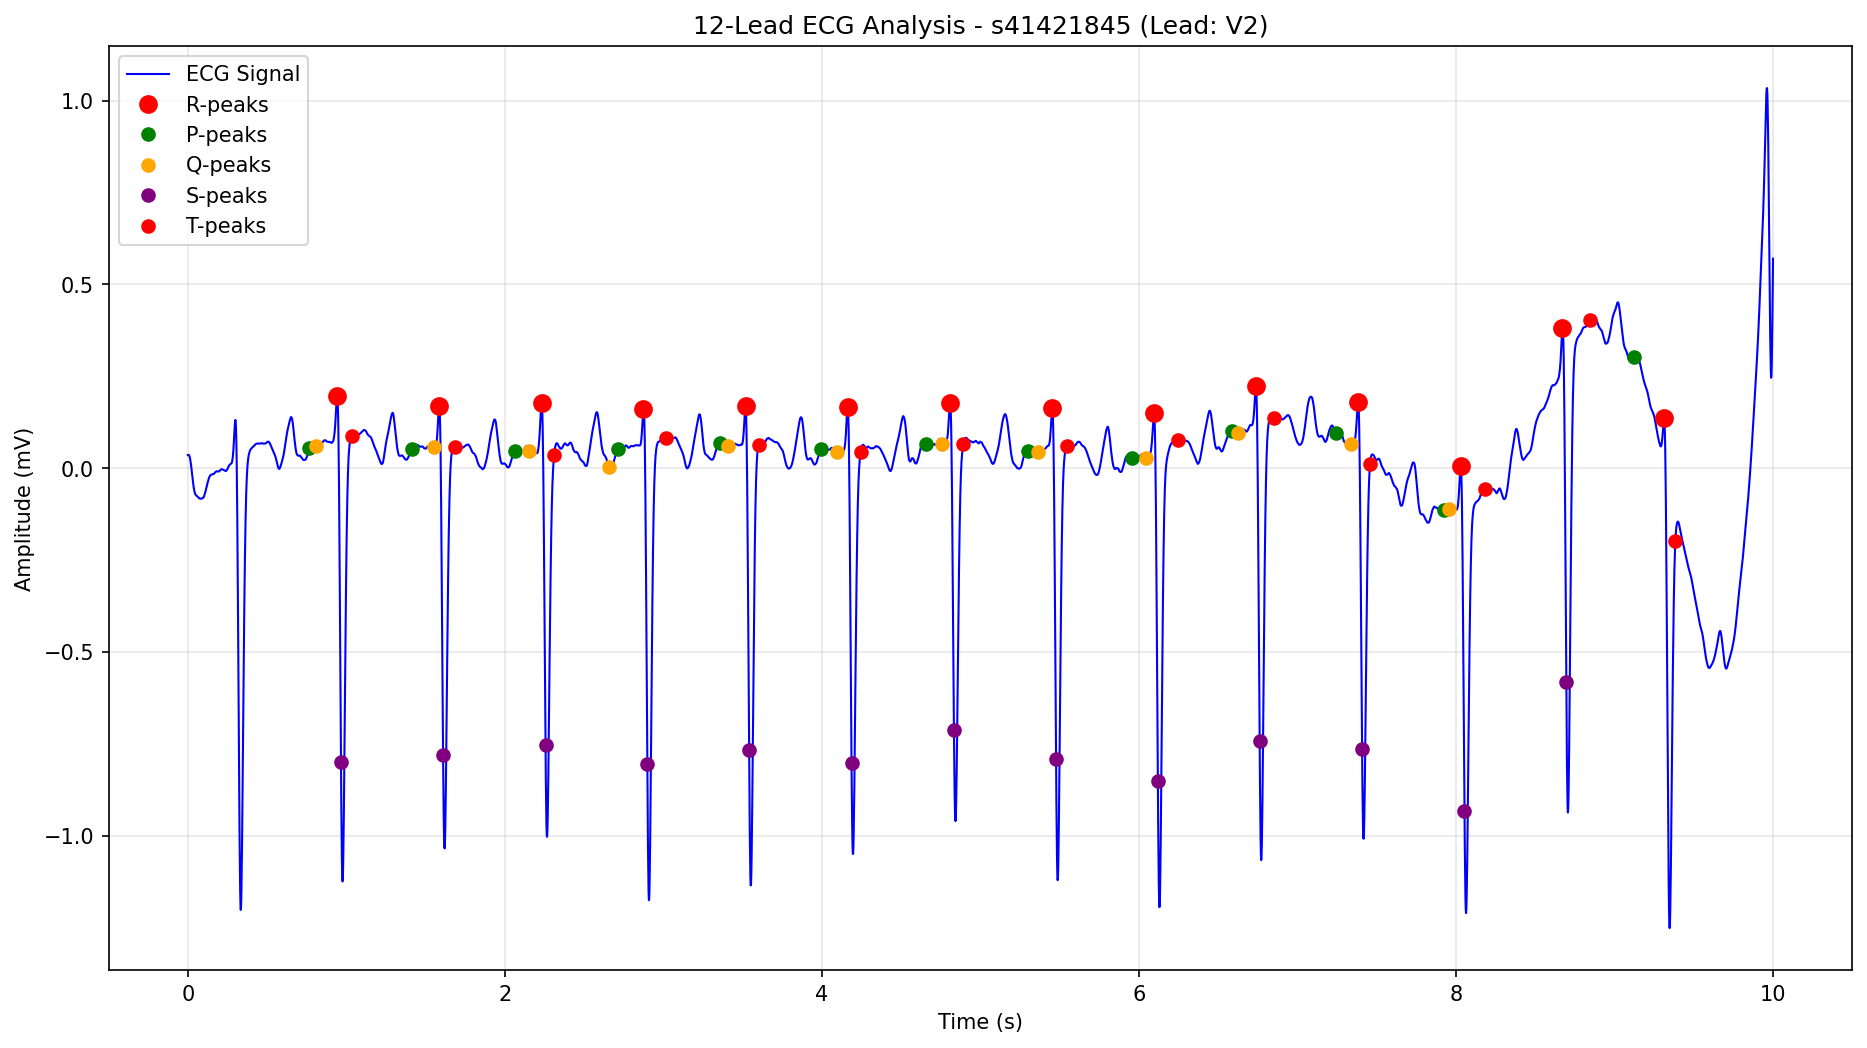 12-Lead ECG Analysis - s41421845 (Lead: V2)
ECG Signal
R-peaks
P-peaks
Q-peaks
S-peaks
T-peaks
Amplitude (mV)
1.0
0.5
0.0
−0.5
−1.0
0
2
4
6
8
10
Time (s)